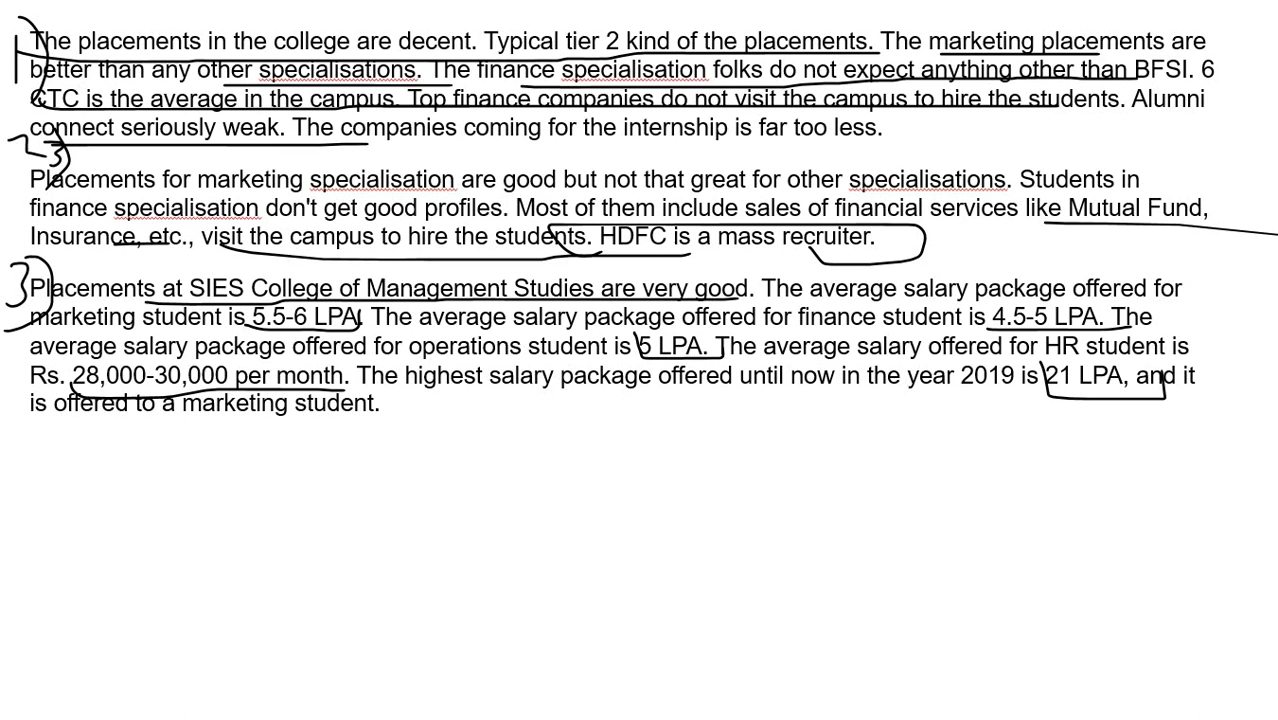 1) The placements in the college are decent. Typical tier 2 kind of the placements. The marketing placements are
better than any other specialisations. The finance specialisation folks do not expect anything other than BFSI. 6
CTC is the average in the campus. Top finance companies do not visit the campus to hire the students. Alumni
connect seriously weak. The companies coming for the internship is far too less.
2)
Placements for marketing specialisation are good but not that great for other specialisations. Students in
finance specialisation don't get good profiles. Most of them include sales of financial services like Mutual Fund,
Insurance, etc., visit the campus to hire the students. HDFC is a mass recruiter.
3) Placements at SIES College of Management Studies are very good. The average salary package offered for
marketing student is 5.5-6 LPA. The average salary package offered for finance student is 4.5-5 LPA. The
average salary package offered for operations student is 5 LPA. The average salary offered for HR student is
Rs. 28,000-30,000 per month. The highest salary package offered until now in the year 2019 is 21 LPA, and it
is offered to a marketing student.